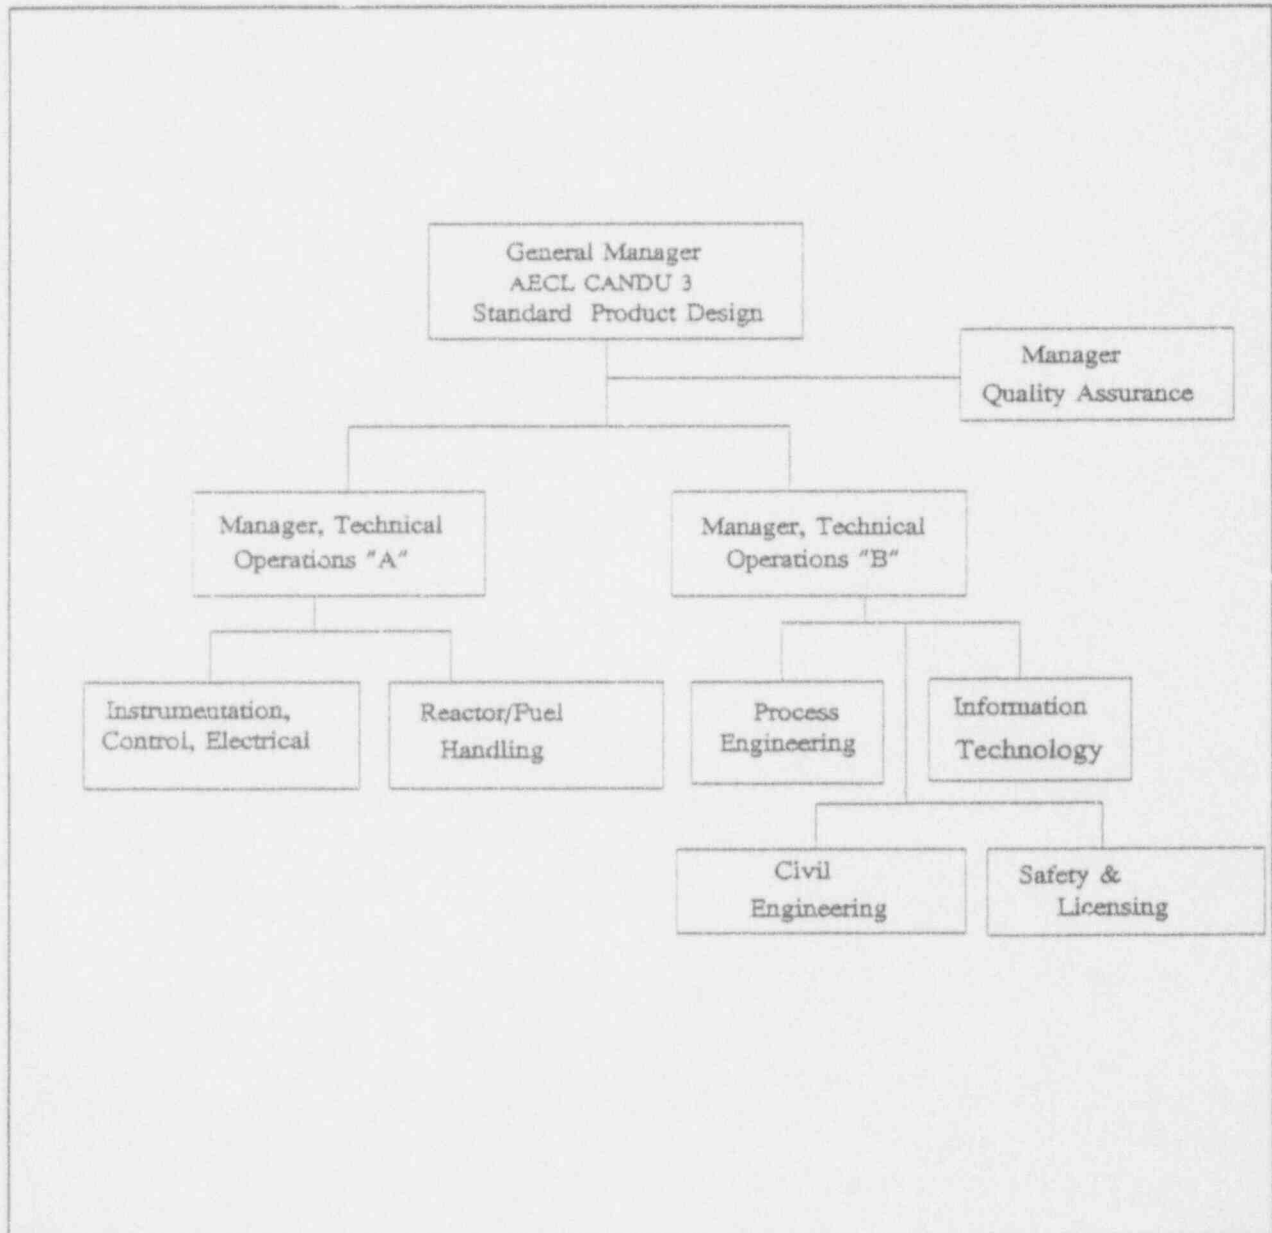 General Manager
AECL CANDU 3
Standard Product Design
Manager
Quality Assurance
Manager, Technical
Operations "A"
Manager, Technical
Operations "B"
Instrumentation,
Control, Electrical
Reactor/Fuel
Handling
Process
Engineering
Information
Technology
Civil
Engineering
Safety &
Licensing